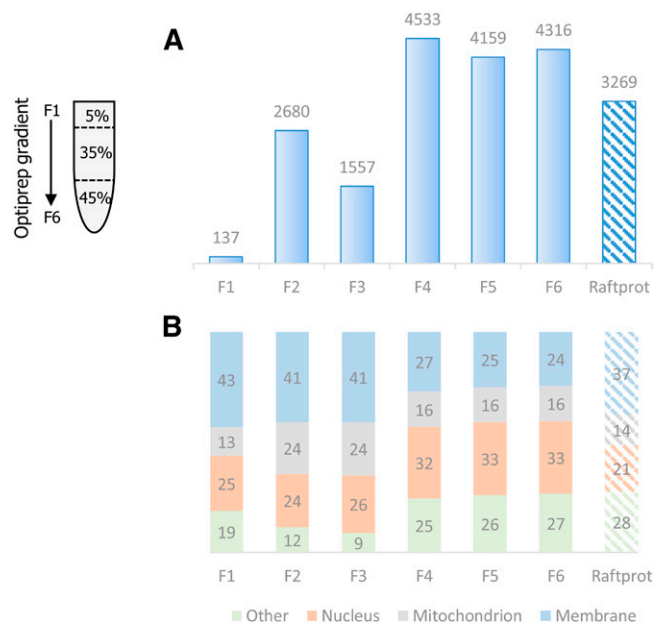 A
4533
4159
4316
3269
2680
1557
137
F1 F2 F3 F4 F5 F6 Raftprot
Optiprep gradient
F1
F6
5%
35%
45%
B
43 41 41 27 25 24 37
13 24 24 16 16 16 14
25 24 26 32 33 33 21
19 12 9 25 26 27 28
F1 F2 F3 F4 F5 F6 Raftprot
Other Nucleus Mitochondrion Membrane